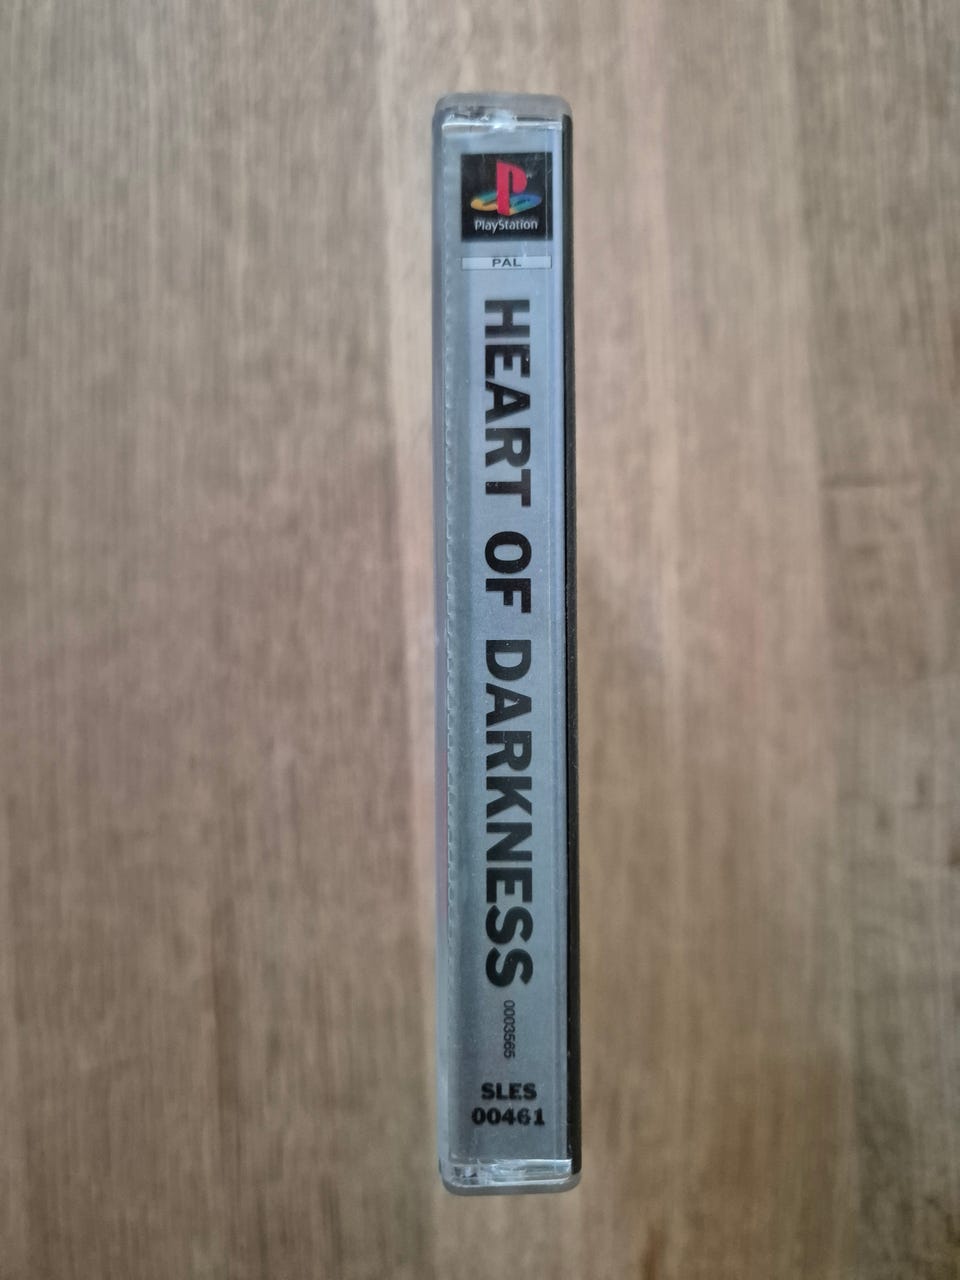 PlayStation
PAL
HEART OF DARKNESS
0003565
SLES
00461